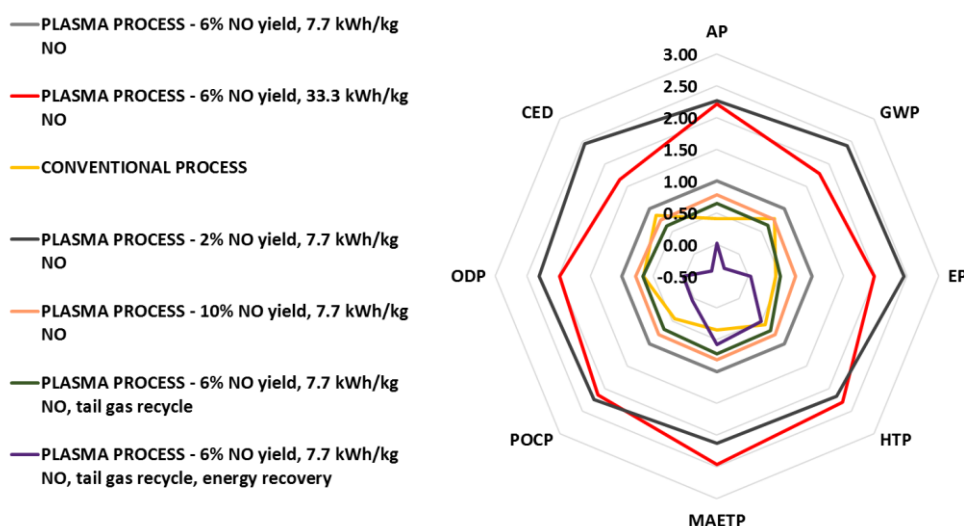 PLASMA PROCESS - 6% NO yield, 7.7 kWh/kg
NO
PLASMA PROCESS - 6% NO yield, 33.3 kWh/kg
NO
CONVENTIONAL PROCESS
PLASMA PROCESS - 2% NO yield, 7.7 kWh/kg
NO
PLASMA PROCESS - 10% NO yield, 7.7 kWh/kg
NO
PLASMA PROCESS - 6% NO yield, 7.7 kWh/kg
NO, tail gas recycle
PLASMA PROCESS - 6% NO yield, 7.7 kWh/kg
NO, tail gas recycle, energy recovery
AP
3.00
2.50
2.00
1.50
1.00
0.50
0.00
-0.50
GWP
EP
HTP
MAETP
POCP
ODP
CED